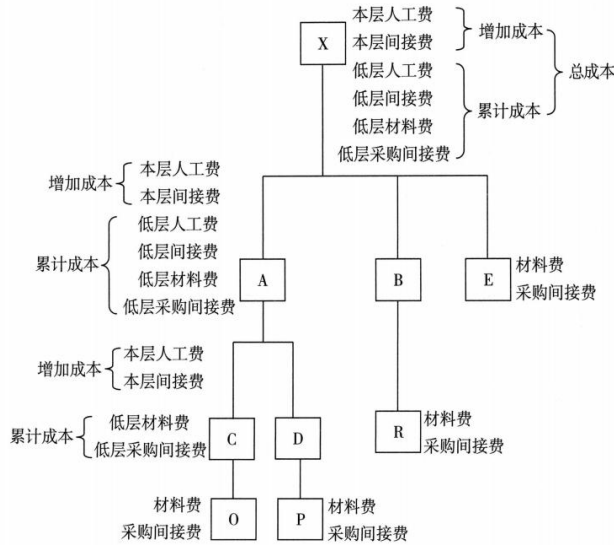 X
本层人工费
本层间接费
增加成本
低层人工费
低层间接费
低层材料费
低层采购间接费
累计成本
总成本
增加成本
本层人工费
本层间接费
累计成本
低层人工费
低层间接费
低层材料费
低层采购间接费
A
B
E
材料费
采购间接费
增加成本
本层人工费
本层间接费
累计成本
低层材料费
低层采购间接费
C
D
R
材料费
采购间接费
材料费
采购间接费
O
P
材料费
采购间接费